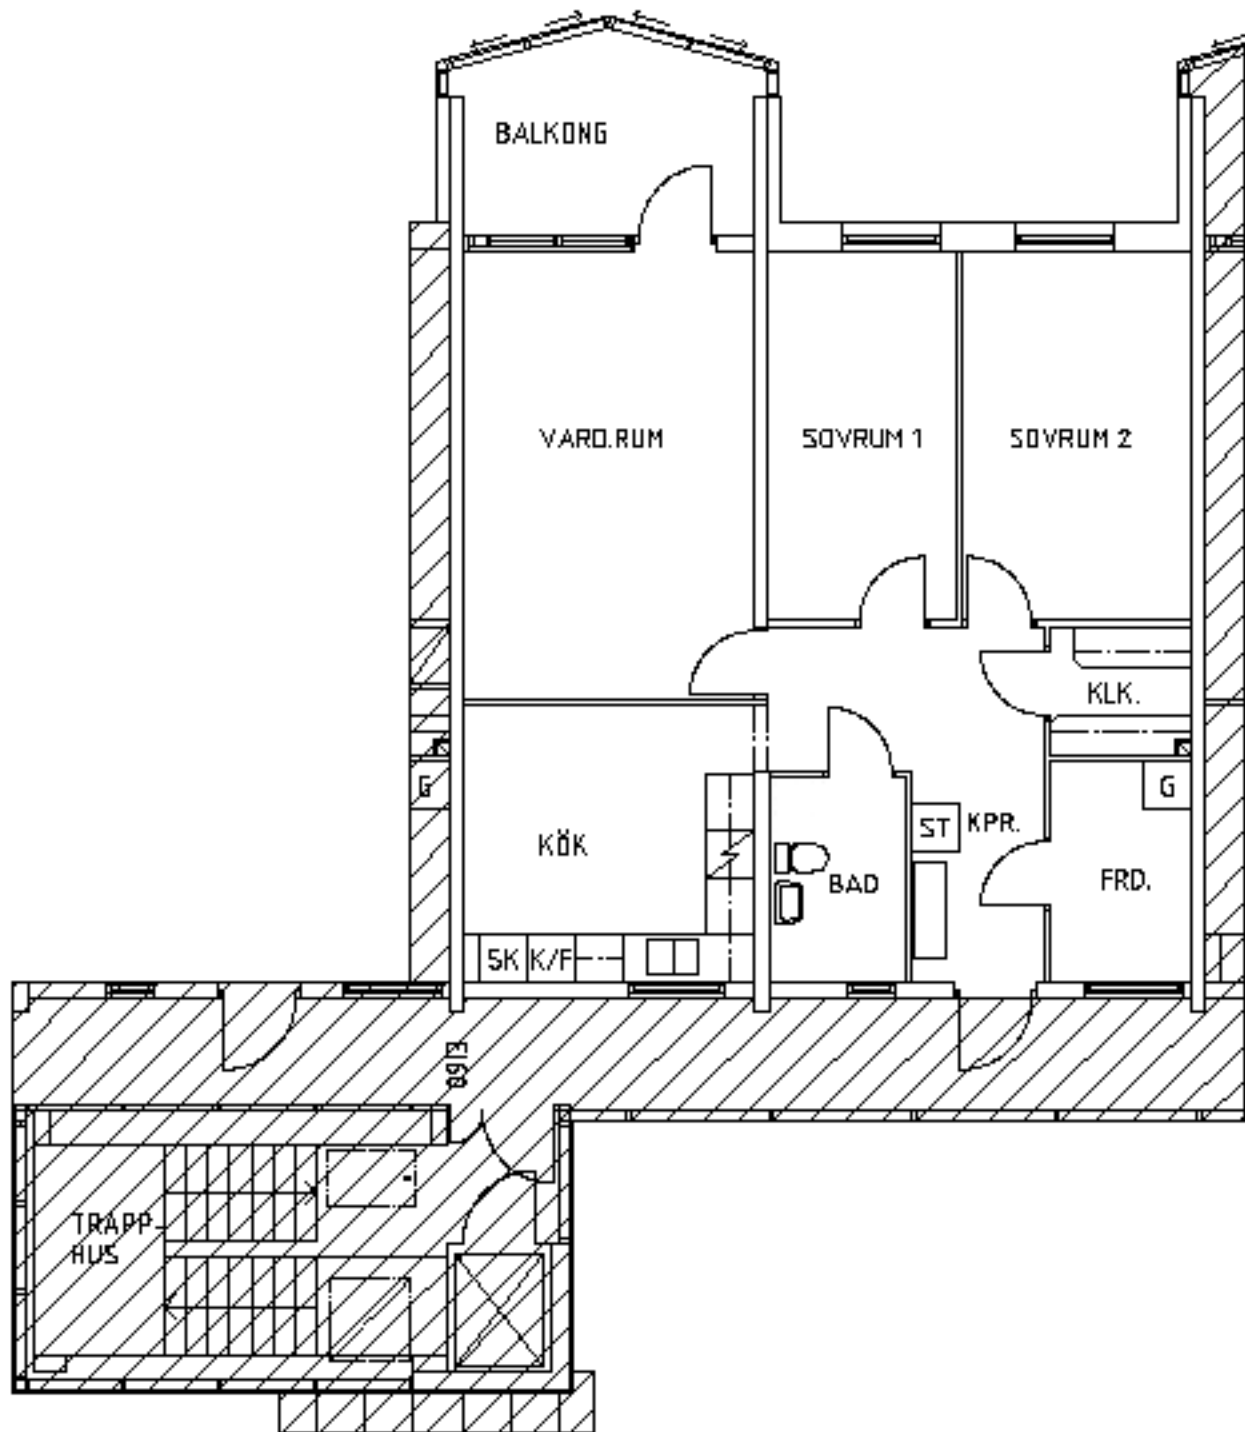 BALKONG
VARD.RUM
SOVRUM 1
SOVRUM 2
KLK.
G
G
ST
KPR.
KÖK
BAD
FRD.
SK
K/F
0913
TRAPP-
HUS